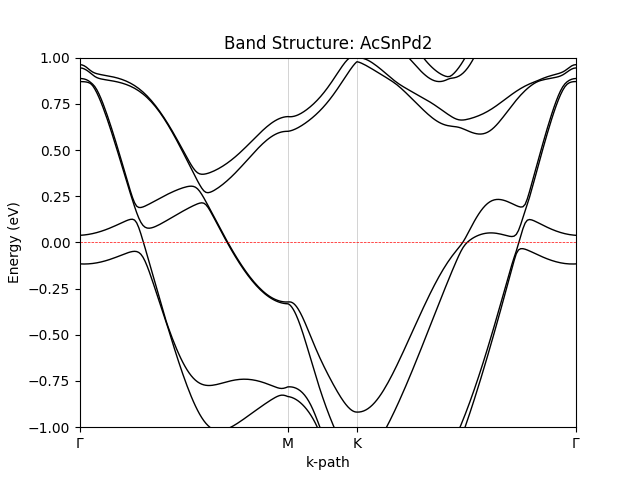 Band Structure: AcSnPd2
Energy (eV)
1.00
0.75
0.50
0.25
0.00
−0.25
−0.50
−0.75
−1.00
Γ
M
K
Γ
k-path